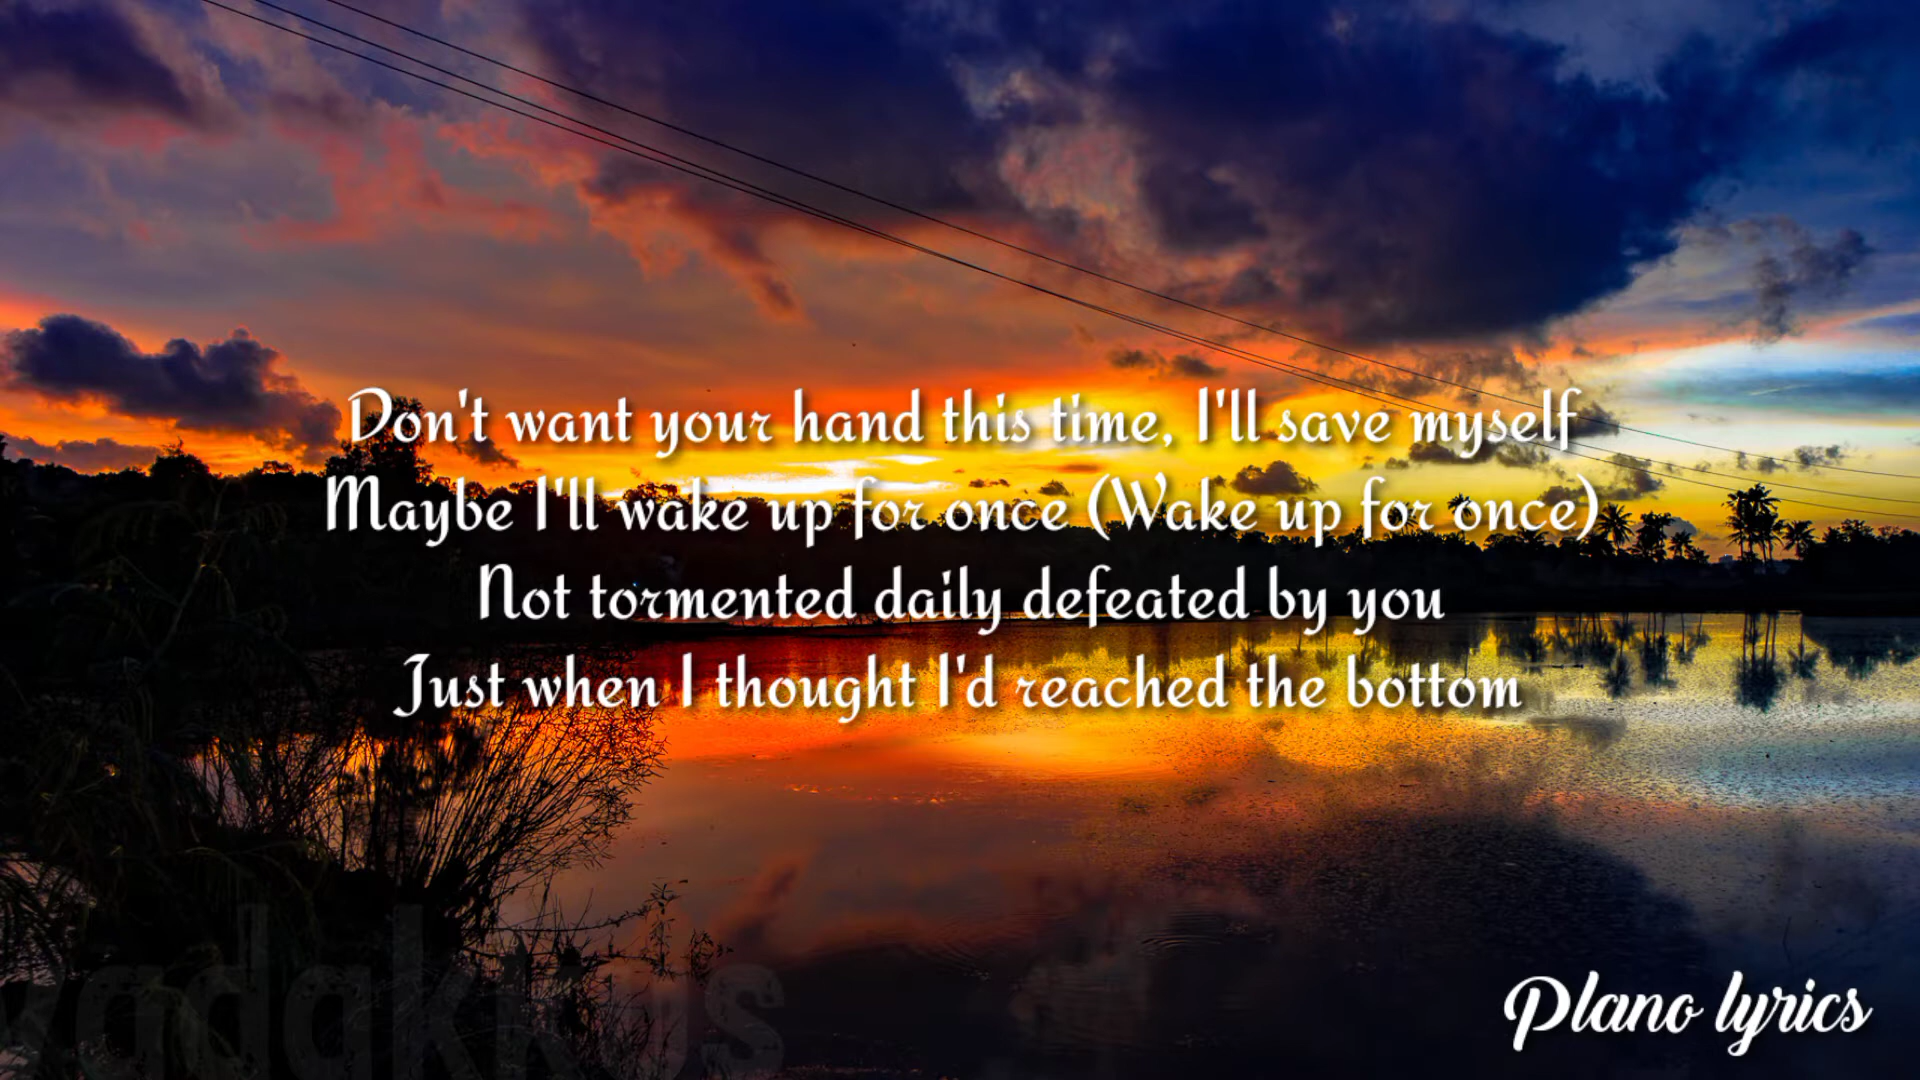 Don't want your hand this time, I'll save myself
Maybe I'll wake up for once (Wake up for once)
Not tormented daily defeated by you
Just when I thought I'd reached the bottom
Plano lyrics